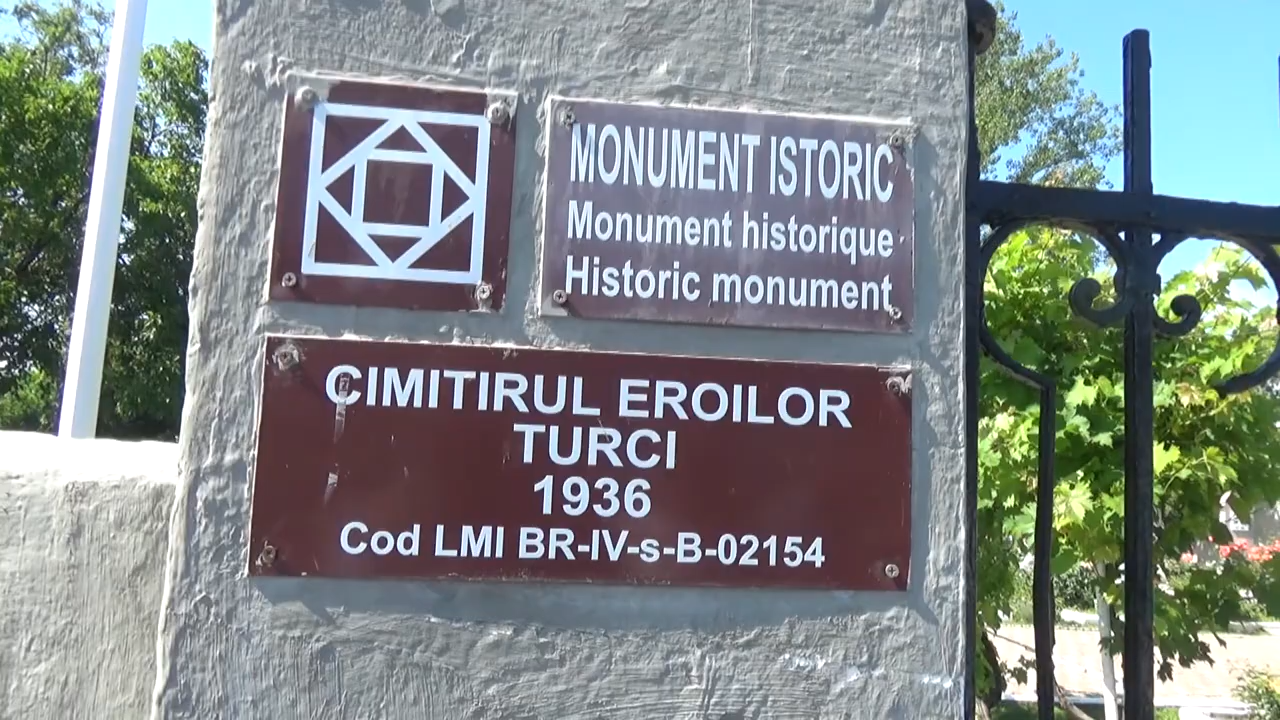 MONUMENT ISTORIC
Monument historique
Historic monument
CIMITIRUL EROILOR
TURCI
1936
Cod LMI BR-IV-s-B-02154